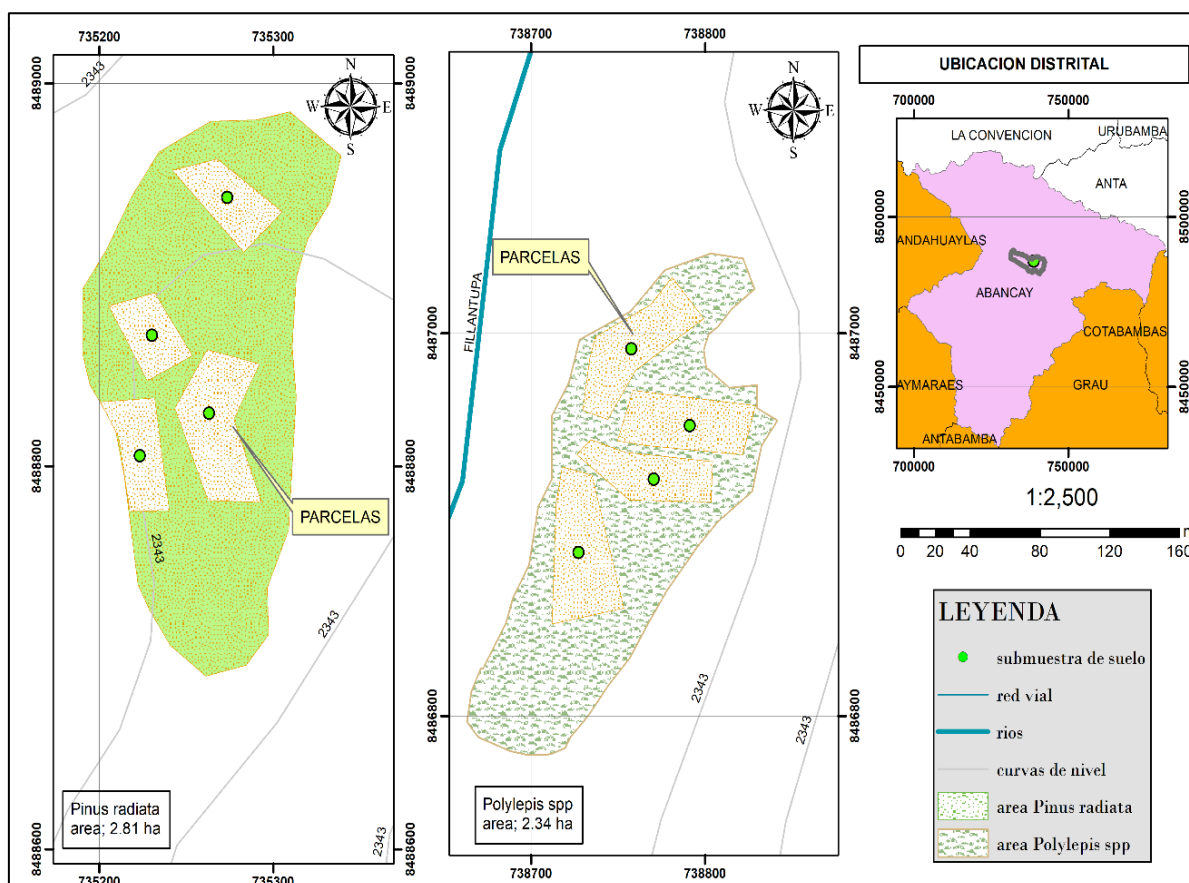 735200
735300
8489000
8488800
8488600
2343
N
W
E
S
2343
PARCELAS
2343
2343
Pinus radiata
area; 2.81 ha
735200
735300
738700
738800
8487000
8486800
N
W
E
S
PARCELAS
FILLANTUPA
2343
2343
Polylepis spp
area; 2.34 ha
8487000
8486800
738700
738800
UBICACION DISTRITAL
700000
750000
LA CONVENCION
URUBAMBA
ANTA
8500000
8500000
ANDAHUAYLAS
ABANCAY
COTABAMBAS
8450000
8450000
AYMARAES
GRAU
ANTABAMBA
700000
750000
1:2,500
0 10 20 40 80 120 160
LEYENDA
submuestra de suelo
red vial
rios
curvas de nivel
area Pinus radiata
area Polylepis spp